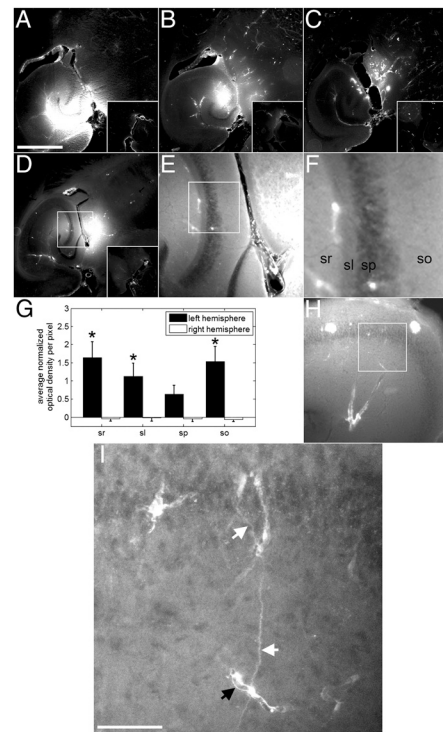 A
B
C
D
E
F
sr
sl
sp
so
G
left hemisphere
right hemisphere
average normalized
optical density per pixel
3
2.5
2
1.5
1
0.5
0
*
*
*
sr
sl
sp
so
H
I